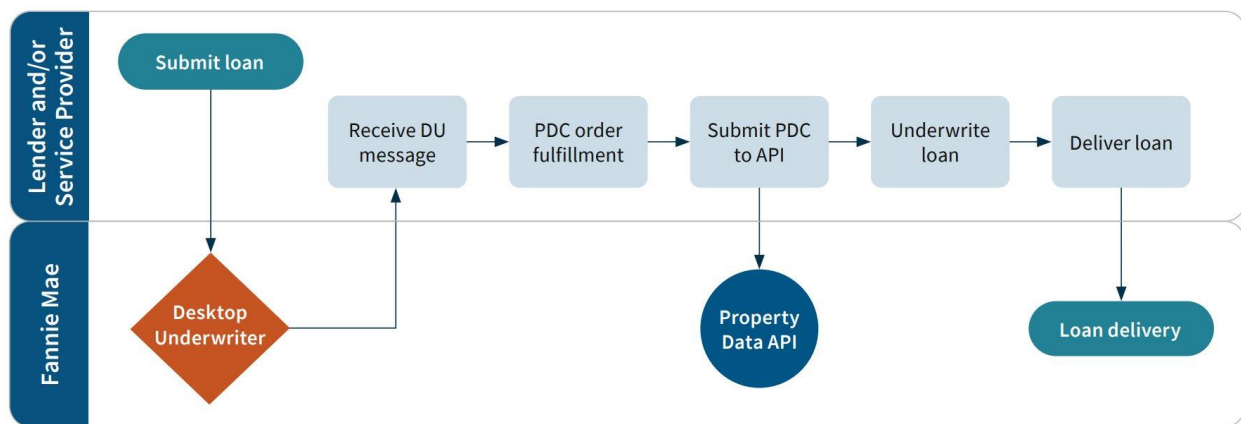 Lender and/or
Service Provider
Submit loan
Receive DU
message
PDC order
fulfillment
Submit PDC
to API
Underwrite
loan
Deliver loan
Fannie Mae
Desktop
Underwriter
Property
Data API
Loan delivery